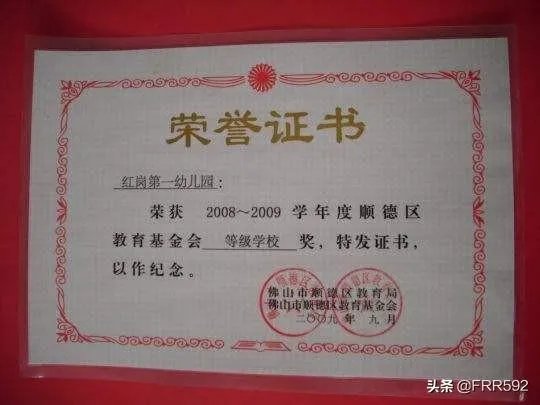 荣誉证书
红岗第一幼儿园：
荣获 2008～2009 学年度顺德区
教育基金会 等级学校 奖，特发证书，
以作纪念。
佛山市顺德区教育局
佛山市顺德区教育基金会
二〇〇九年 九月
头条 @FRR592